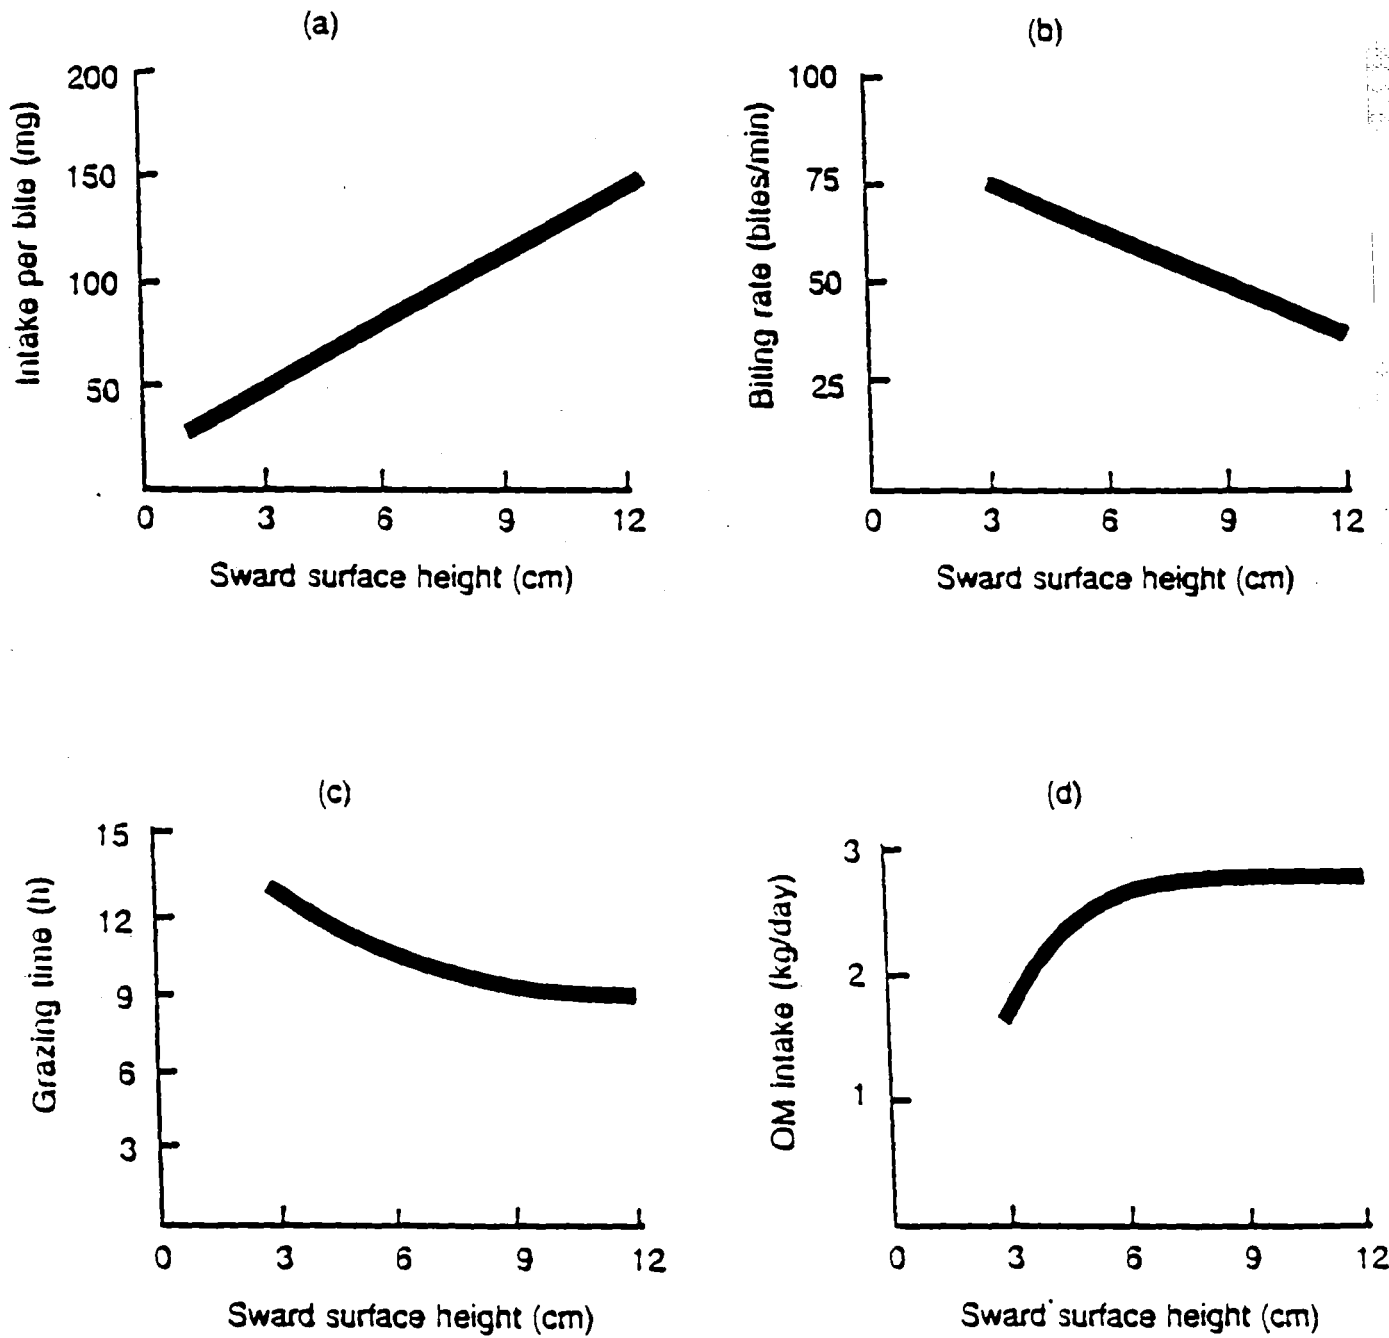 (a)
200
150
100
50
0 3 6 9 12
Intake per bite (mg)
Sward surface height (cm)
(b)
100
75
50
25
0 3 6 9 12
Biting rate (bites/min)
Sward surface height (cm)
(c)
15
12
9
6
3
0 3 6 9 12
Grazing time (h)
Sward surface height (cm)
(d)
3
2
1
0 3 6 9 12
OM intake (kg/day)
Sward surface height (cm)